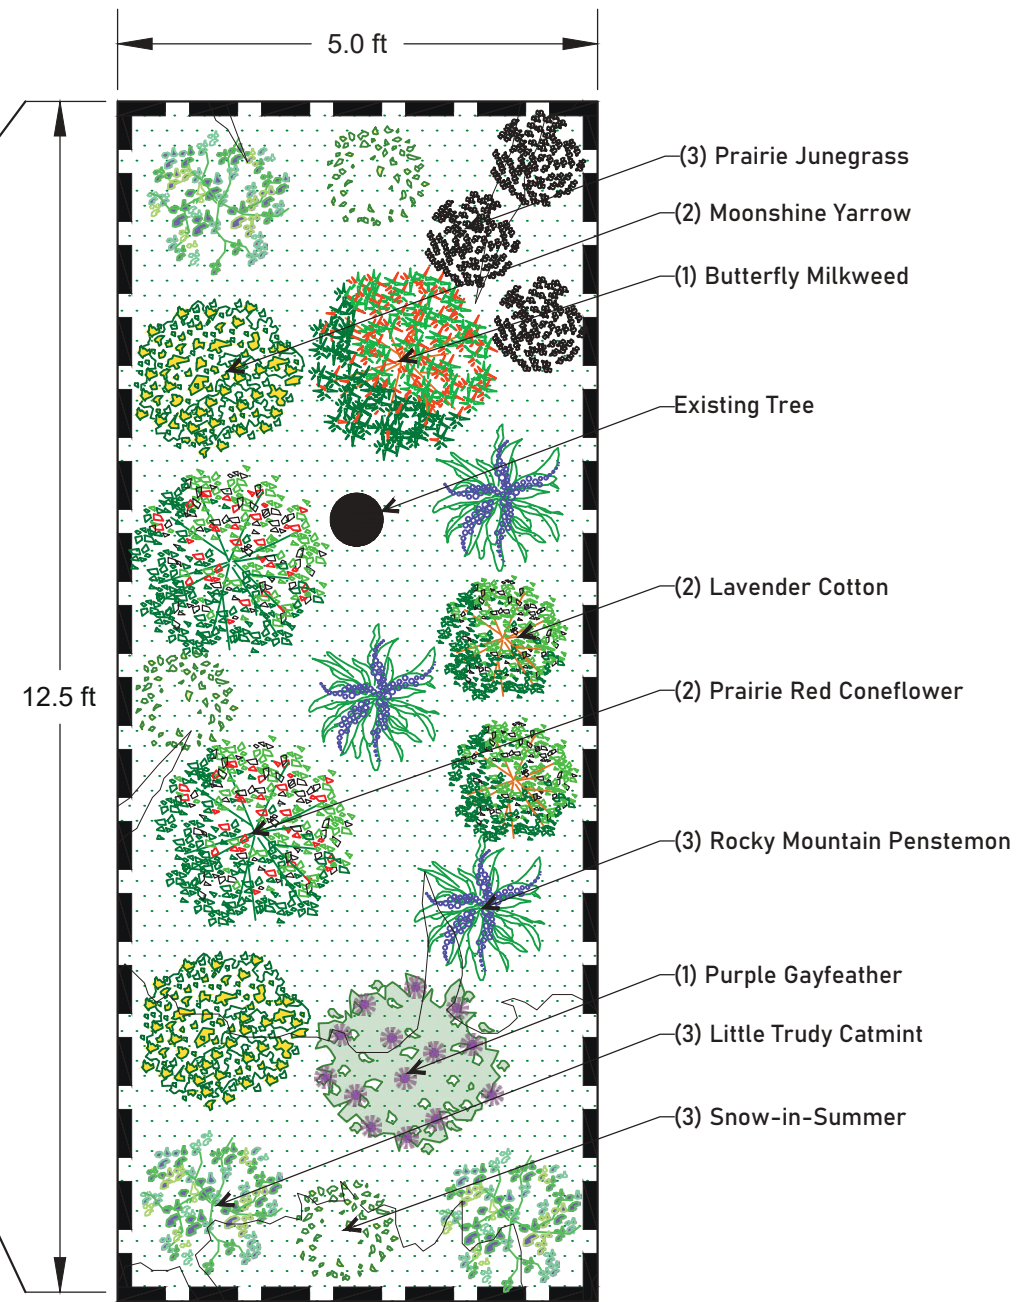 5.0 ft
(3) Prairie Junegrass
(2) Moonshine Yarrow
(1) Butterfly Milkweed
Existing Tree
(2) Lavender Cotton
12.5 ft
(2) Prairie Red Coneflower
(3) Rocky Mountain Penstemon
(1) Purple Gayfeather
(3) Little Trudy Catmint
(3) Snow-in-Summer